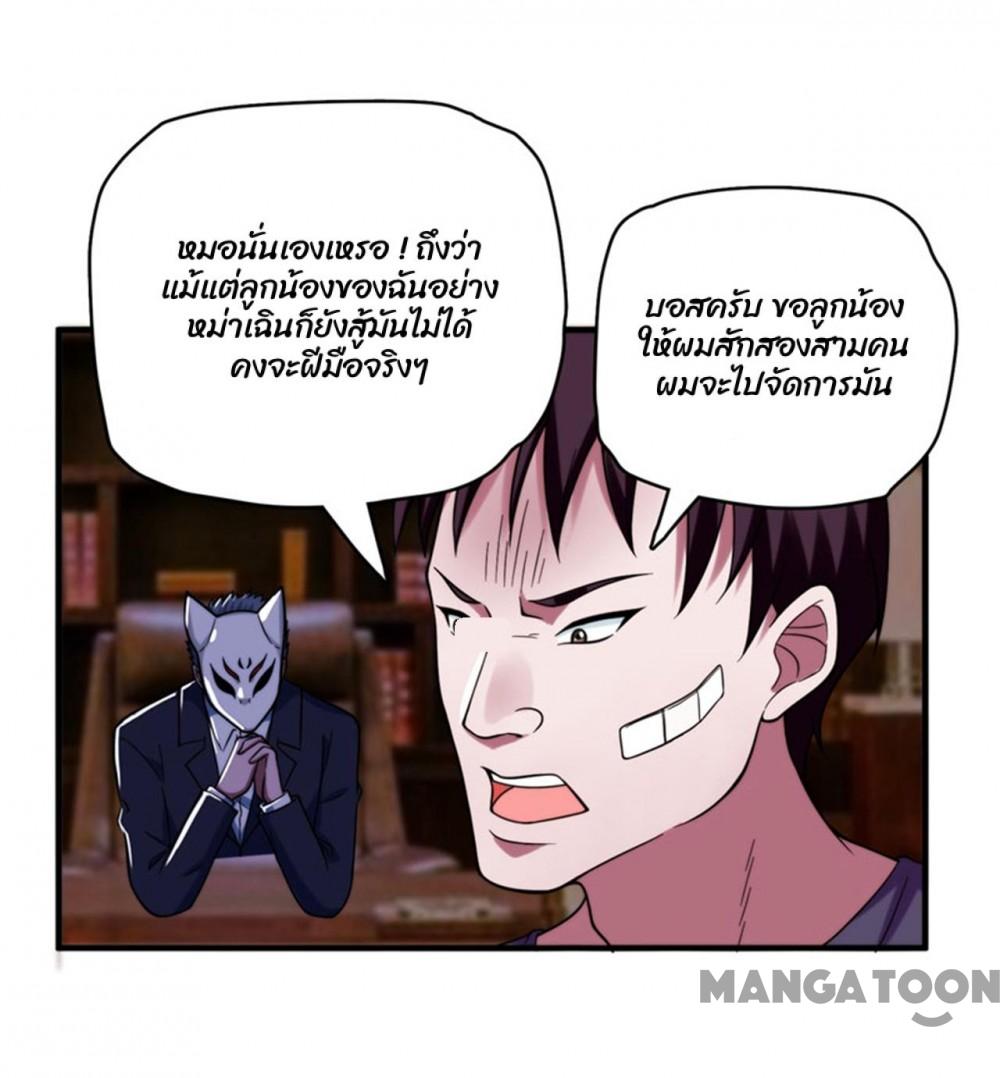 หมอนั่นเองเหรอ ! ถึงว่า
แม้แต่ลูกน้องของฉันอย่าง
หม่าเฉินก็ยังสู้มันไม่ได้
คงจะฝีมือจริงๆ
บอสครับ ขอลูกน้อง
ให้ผมสักสองสามคน
ผมจะไปจัดการมัน
MANGATOON